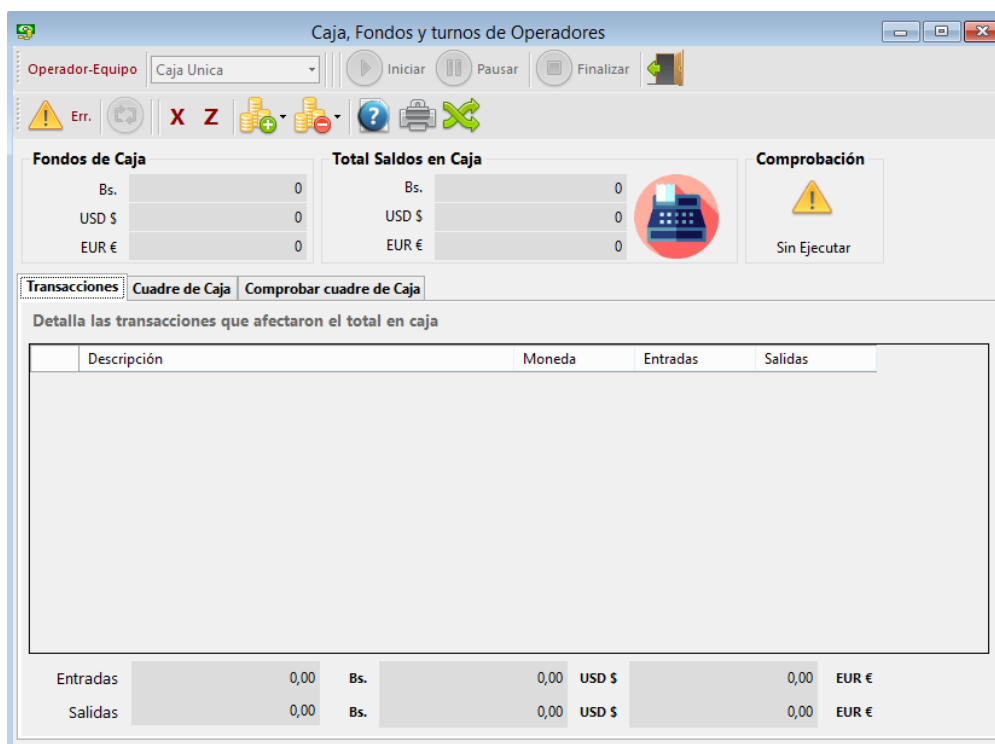 Caja, Fondos y turnos de Operadores
Operador-Equipo Caja Unica Iniciar Pausar Finalizar
Err. X Z ?
Fondos de Caja Total Saldos en Caja Comprobación
Bs. 0 Bs. 0
USD $ 0 USD $ 0
EUR € 0 EUR € 0 Sin Ejecutar
Transacciones Cuadre de Caja Comprobar cuadre de Caja
Detalla las transacciones que afectaron el total en caja
Descripción Moneda Entradas Salidas
Entradas 0,00 Bs. 0,00 USD $ 0,00 EUR €
Salidas 0,00 Bs. 0,00 USD $ 0,00 EUR €